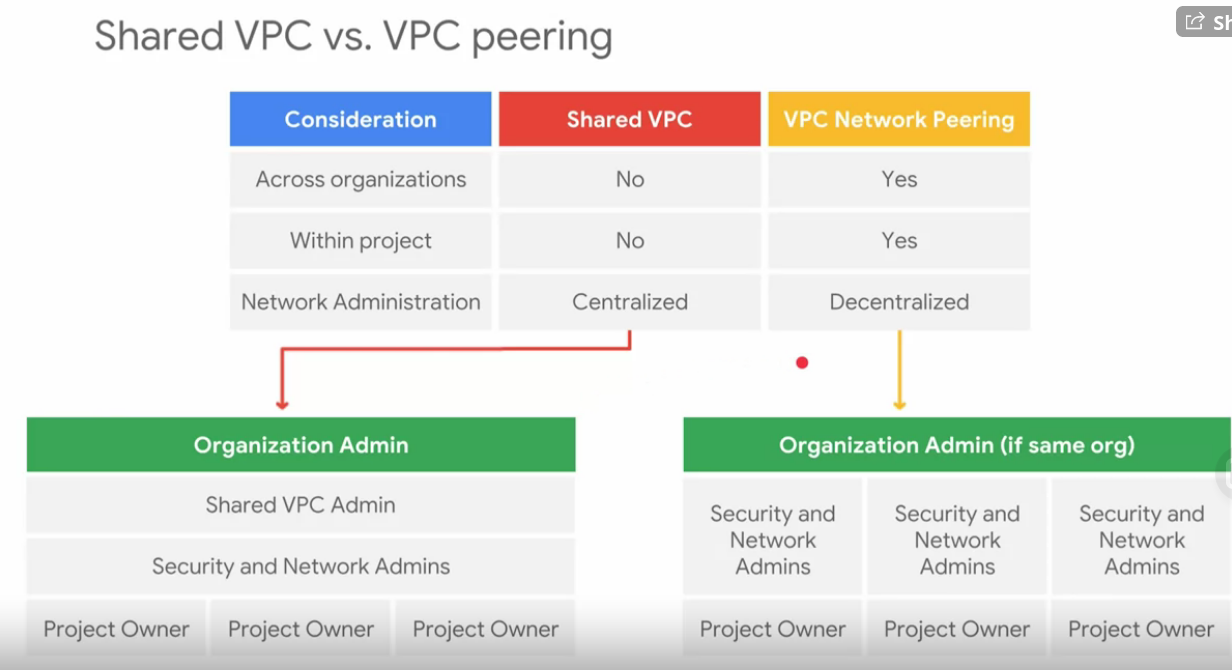 Shared VPC vs. VPC peering
Sh
Consideration Shared VPC VPC Network Peering
Across organizations No Yes
Within project No Yes
Network Administration Centralized Decentralized
Organization Admin
Shared VPC Admin
Security and Network Admins
Project Owner Project Owner Project Owner
Organization Admin (if same org)
Security and Network Admins Security and Network Admins Security and Network Admins
Project Owner Project Owner Project Owner